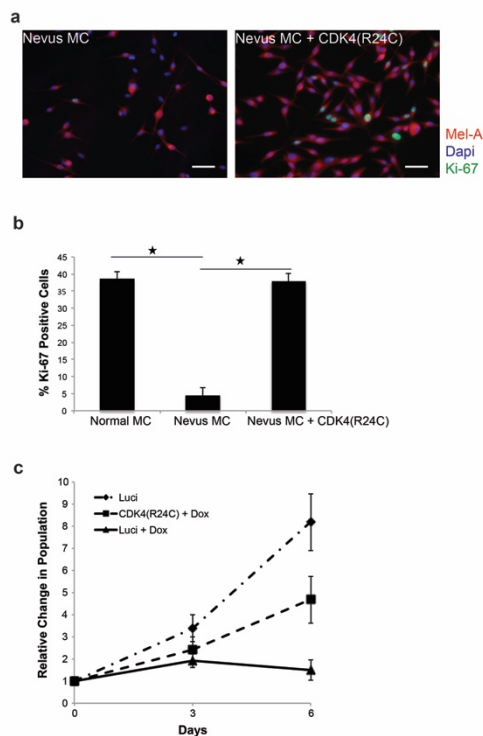 a
Nevus MC
Nevus MC + CDK4(R24C)
Mel-A
Dapi
Ki-67
b
% Ki-67 Positive Cells
45
40
35
30
25
20
15
10
5
0
Normal MC
Nevus MC
Nevus MC + CDK4(R24C)
c
Relative Change in Population
10
9
8
7
6
5
4
3
2
1
0
Luci
CDK4(R24C) + Dox
Luci + Dox
0
3
6
Days